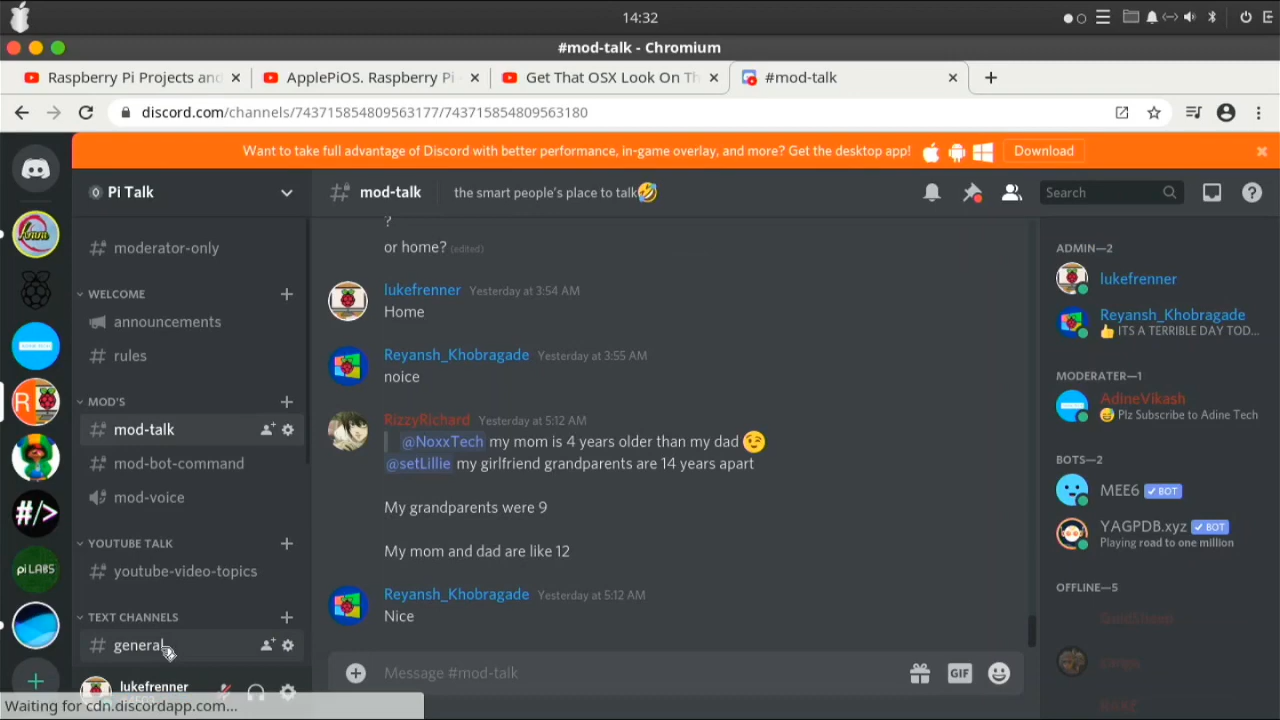 14:32
#mod-talk - Chromium
Raspberry Pi Projects and
ApplePiOS. Raspberry Pi -
Get That OSX Look On Th
#mod-talk
discord.com/channels/743715854809563177/743715854809563180
Want to take full advantage of Discord with better performance, in-game overlay, and more? Get the desktop app!
Download
Pi Talk
mod-talk
the smart people's place to talk🤣
Search
moderator-only
WELCOME
announcements
rules
MOD'S
mod-talk
mod-bot-command
mod-voice
YOUTUBE TALK
youtube-video-topics
TEXT CHANNELS
general
lukefrenner
Waiting for cdn.discordapp.com...
#/>
pi LABS
R
?
or home? (edited)
lukefrenner Yesterday at 3:54 AM
Home
Reyansh_Khobragade Yesterday at 3:55 AM
noice
RizzyRichard Yesterday at 5:12 AM
@NoxxTech my mom is 4 years older than my dad 😉
@setLillie my girlfriend grandparents are 14 years apart
My grandparents were 9
My mom and dad are like 12
Reyansh_Khobragade Yesterday at 5:12 AM
Nice
Message #mod-talk
GIF
ADMIN—2
lukefrenner
Reyansh_Khobragade
👍 ITS A TERRIBLE DAY TOD...
MODERATER—1
AdineVikash
😅 Plz Subscribe to Adine Tech
BOTS—2
MEE6 ✓ BOT
YAGPDB.xyz ✓ BOT
Playing road to one million
OFFLINE—5